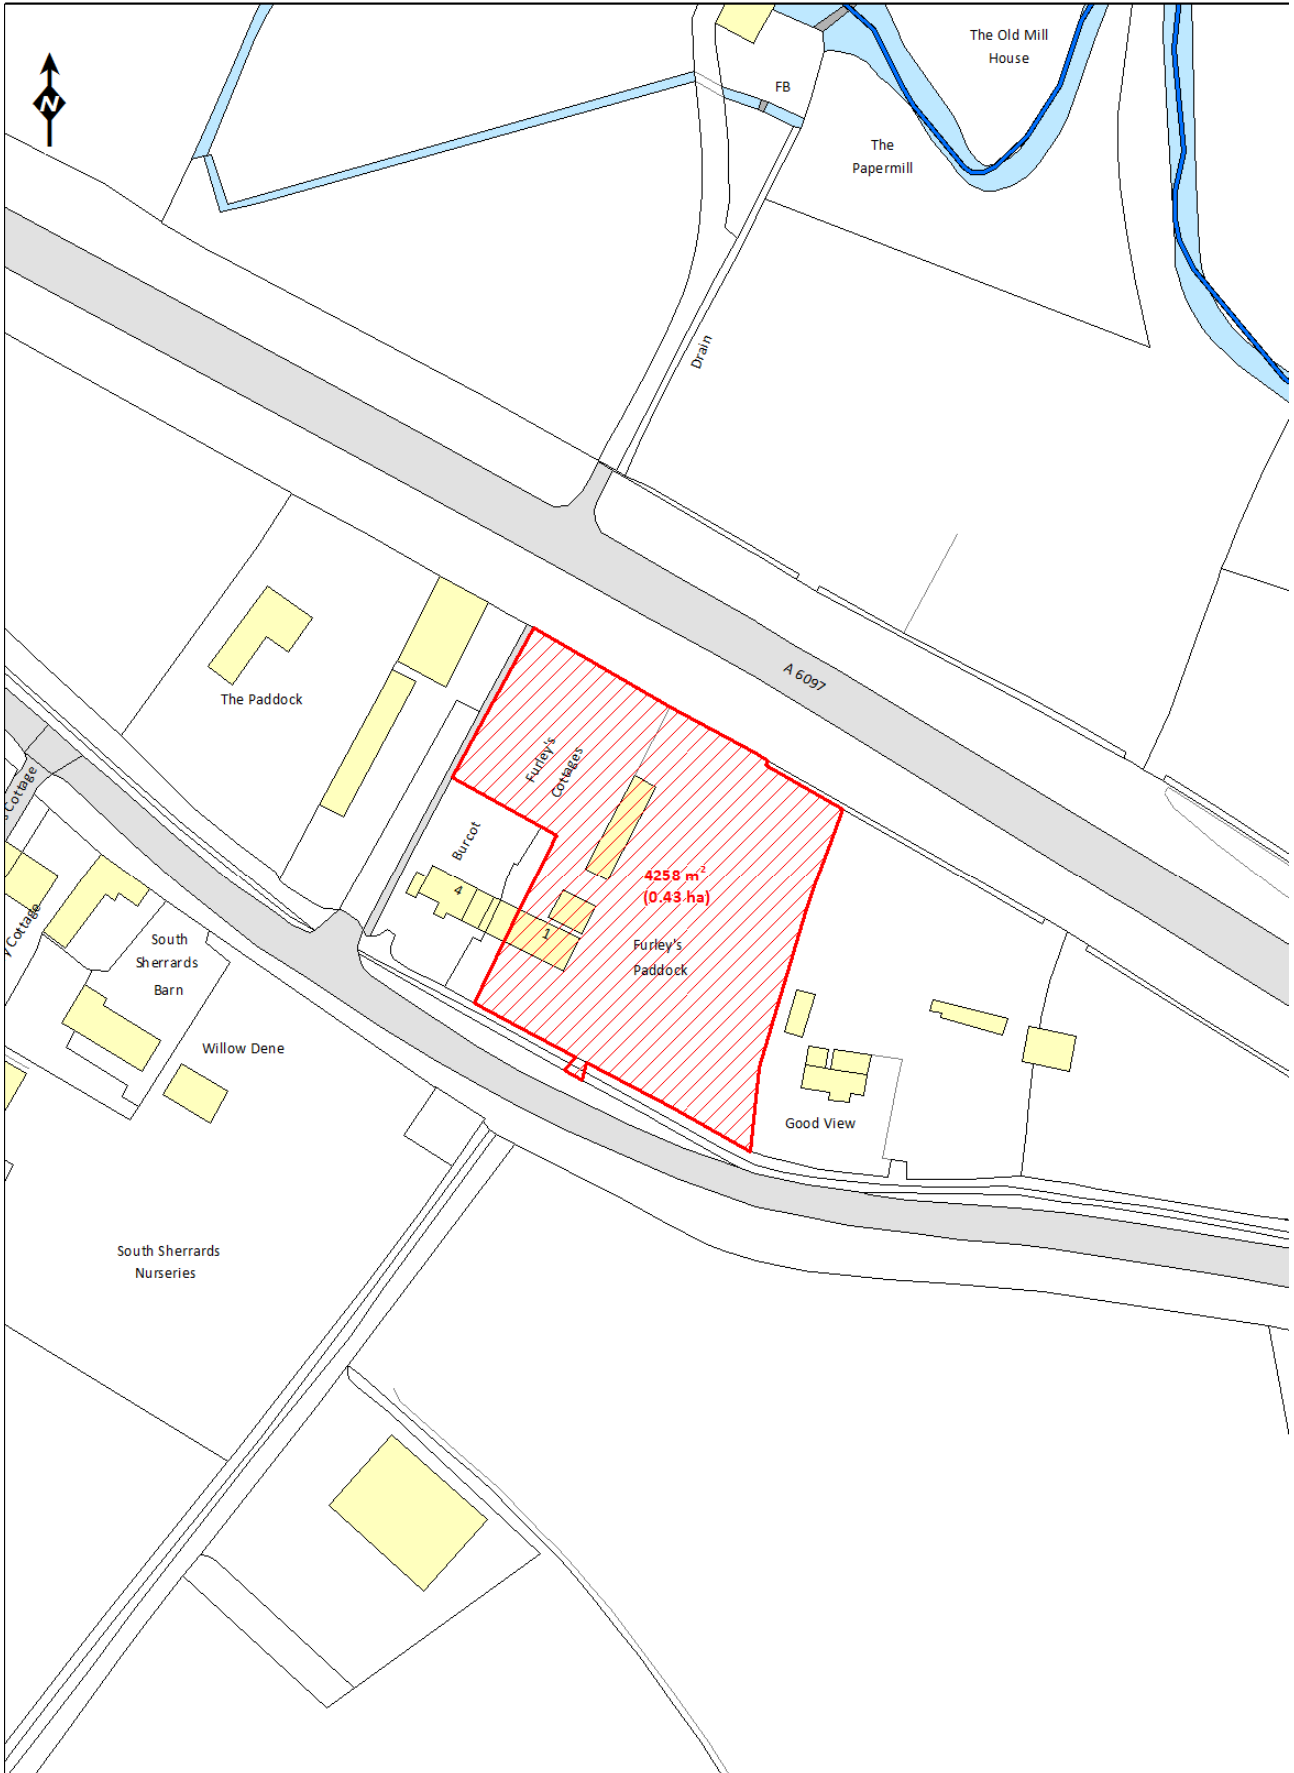 The Old Mill
House
N
FB
The
Papermill
Drain
A 6097
The Paddock
Furley's
Cottages
Burcot
4
4258 m²
(0.43 ha)
1
Furley's
Paddock
Cottage
Cottage
South
Sherrards
Barn
Willow Dene
Good View
South Sherrards
Nurseries